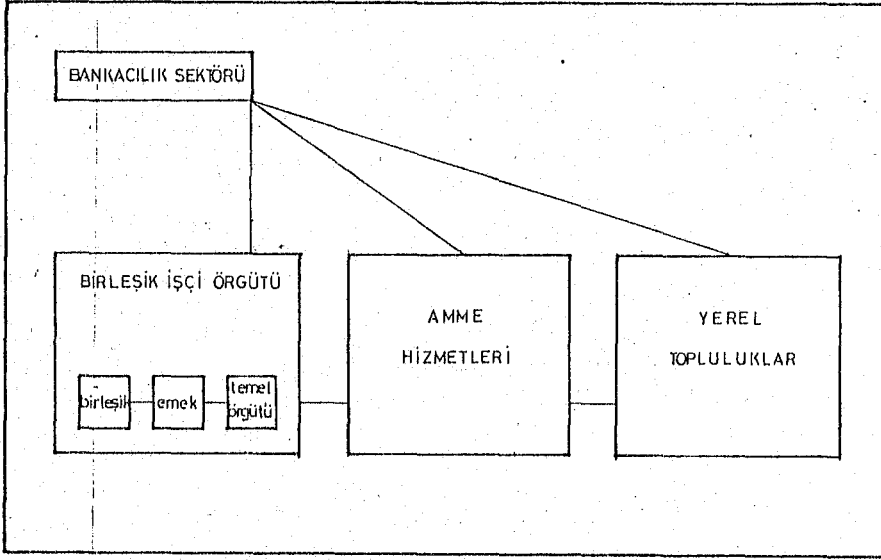 BANKACILIK SEKTÖRÜ
BİRLEŞİK İŞÇİ ÖRGÜTÜ
birleşik
emek
temel
örgütü
AMME
HİZMETLERİ
YEREL
TOPLULUKLAR